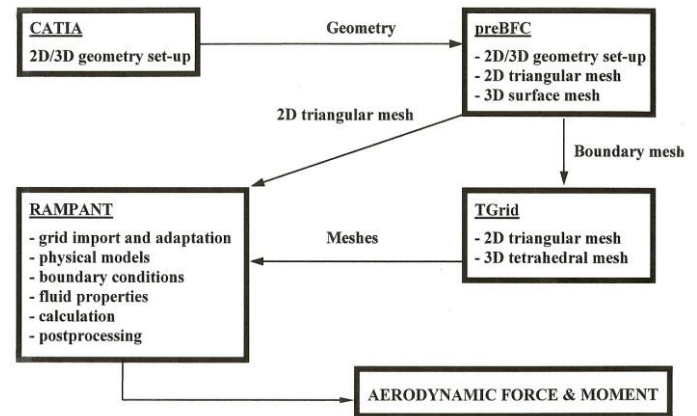 CATIA
2D/3D geometry set-up
Geometry
preBFC
- 2D/3D geometry set-up
- 2D triangular mesh
- 3D surface mesh
2D triangular mesh
Boundary mesh
RAMPANT
- grid import and adaptation
- physical models
- boundary conditions
- fluid properties
- calculation
- postprocessing
Meshes
TGrid
- 2D triangular mesh
- 3D tetrahedral mesh
AERODYNAMIC FORCE & MOMENT